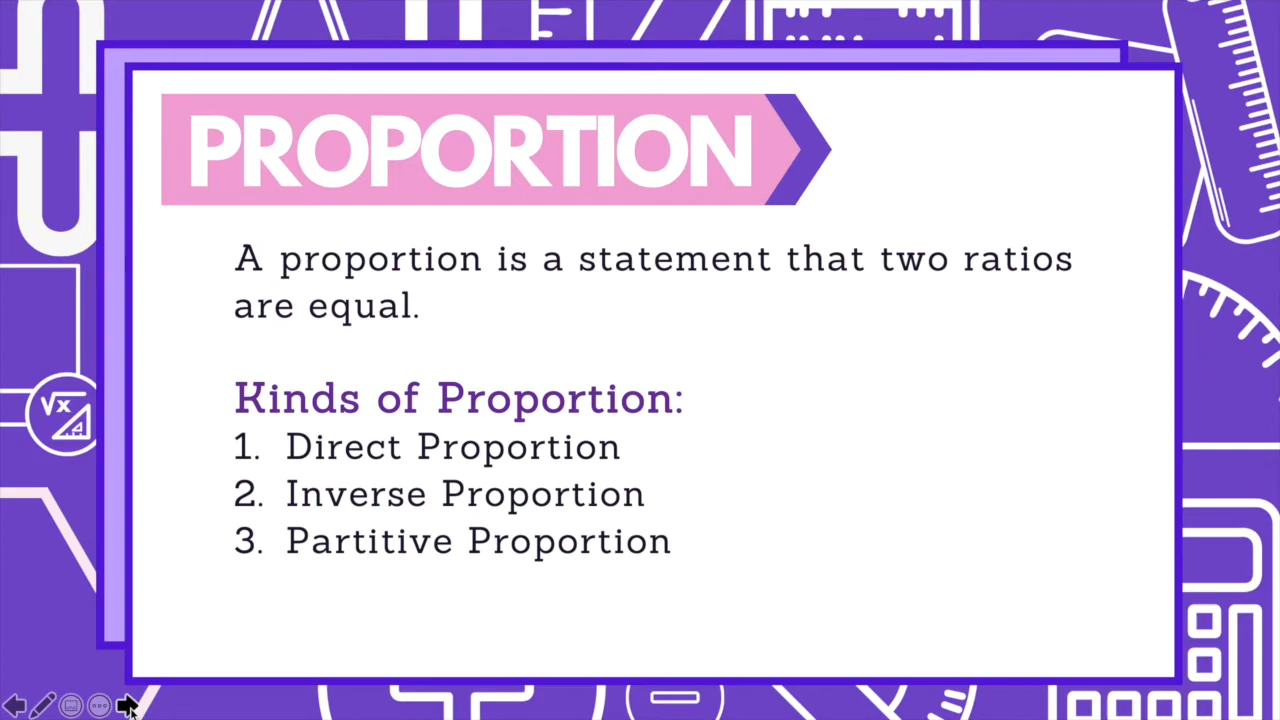 PROPORTION
A proportion is a statement that two ratios
are equal.
Kinds of Proportion:
1. Direct Proportion
2. Inverse Proportion
3. Partitive Proportion
√x